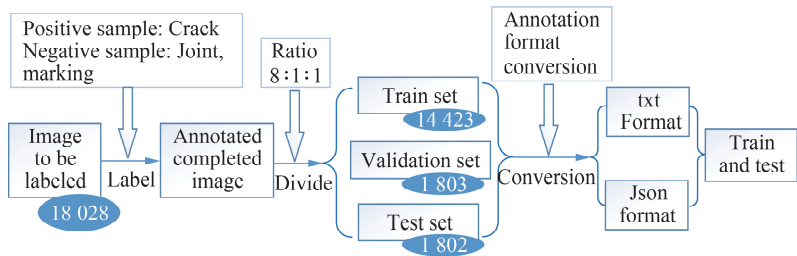 Positive sample: Crack
Negative sample: Joint,
marking
Ratio
8:1:1
Annotation
format
conversion
Image
to be
labeled
18 028
Label
Annotated
completed
image
Divide
Train set
14 423
Validation set
1 803
Test set
1 802
Conversion
txt
Format
Json
format
Train
and test